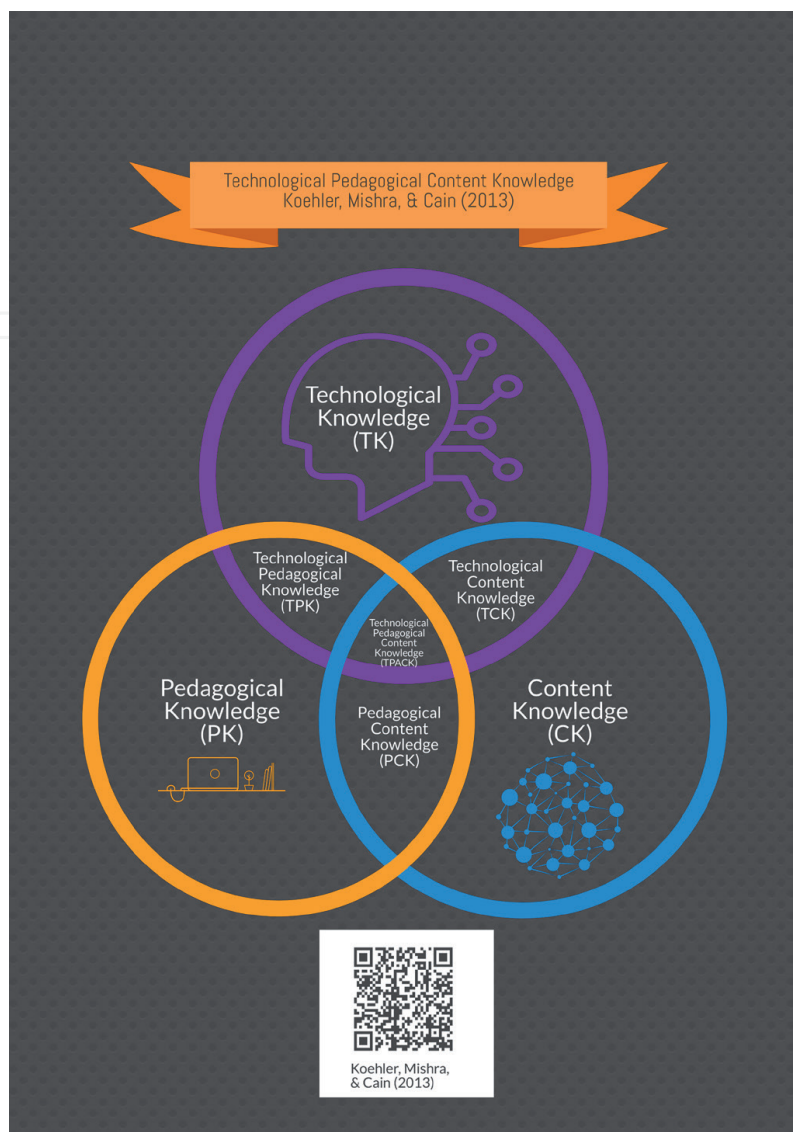 Technological Pedagogical Content Knowledge
Koehler, Mishra, & Cain (2013)
Technological
Knowledge
(TK)
Technological
Pedagogical
Knowledge
(TPK)
Technological
Content
Knowledge
(TCK)
Technological
Pedagogical
Content
Knowledge
(TPACK)
Pedagogical
Knowledge
(PK)
Pedagogical
Content
Knowledge
(PCK)
Content
Knowledge
(CK)
Koehler, Mishra,
& Cain (2013)